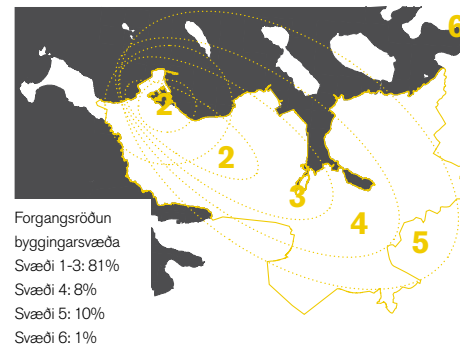 6
2
2
3
4
5
Forgangsröðun
byggingarsvæða
Svæði 1-3: 81%
Svæði 4: 8%
Svæði 5: 10%
Svæði 6: 1%